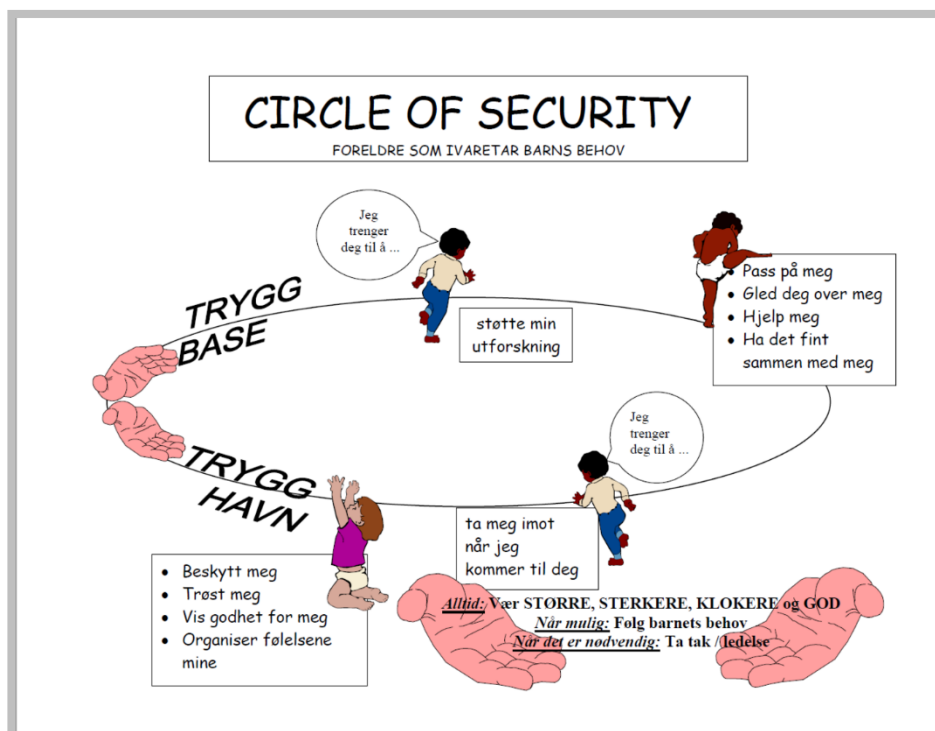 CIRCLE OF SECURITY
FORELDRE SOM IVARETAR BARNS BEHOV
Jeg
trenger
deg til å ...
TRYGG
BASE
støtte min
utforskning
• Pass på meg
• Gled deg over meg
• Hjelp meg
• Ha det fint
sammen med meg
Jeg
trenger
deg til å ...
TRYGG
HAVN
ta meg imot
når jeg
kommer til deg
• Beskytt meg
• Trøst meg
• Vis godhet for meg
• Organiser følelsene
mine
Alltid: Vær STØRRE, STERKERE, KLOKERE og GOD
Når mulig: Følg barnets behov
Når det er nødvendig: Ta tak / ledelse